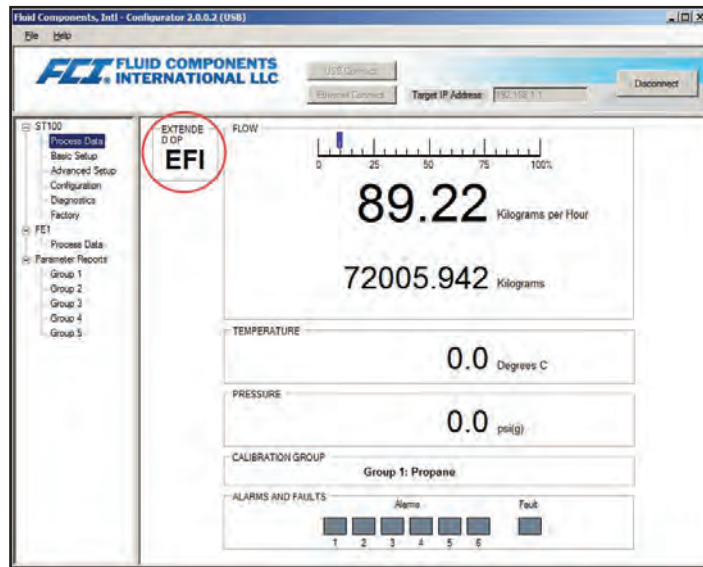 Fluid Components, Intl - Configurator 2.0.0.2 (USB)
File Help
FCI. FLUID COMPONENTS
INTERNATIONAL LLC
USB Connect
Ethernet Connect
Target IP Address
192.168.1.1
Disconnect
ST100
Process Data
Basic Setup
Advanced Setup
Configuration
Diagnostics
Factory
FE1
Process Data
Parameter Reports
Group 1
Group 2
Group 3
Group 4
Group 5
EXTENDE
D OP
EFI
FLOW
0 25 50 75 100%
89.22 Kilograms per Hour
72005.942 Kilograms
TEMPERATURE
0.0 Degrees C
PRESSURE
0.0 psi(g)
CALIBRATION GROUP
Group 1: Propane
ALARMS AND FAULTS
Alarms Fault
1 2 3 4 5 6